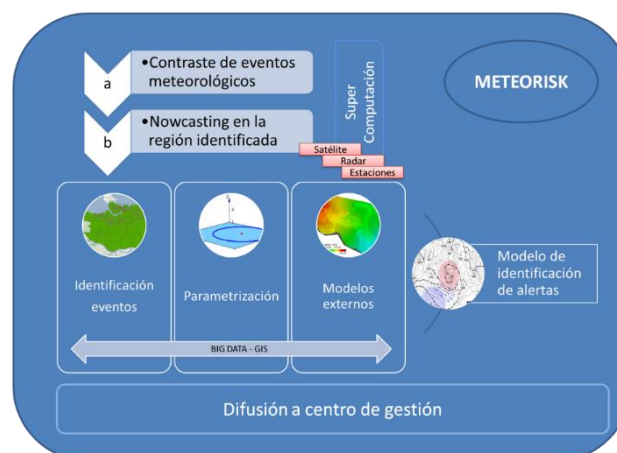 METEORISK
a
•Contraste de eventos
meteorológicos
b
•Nowcasting en la
región identificada
Super
Computación
Satélite
Radar
Estaciones
Identificación
eventos
Parametrización
Modelos
externos
BIG DATA - GIS
Modelo de
identificación
de alertas
Difusión a centro de gestión